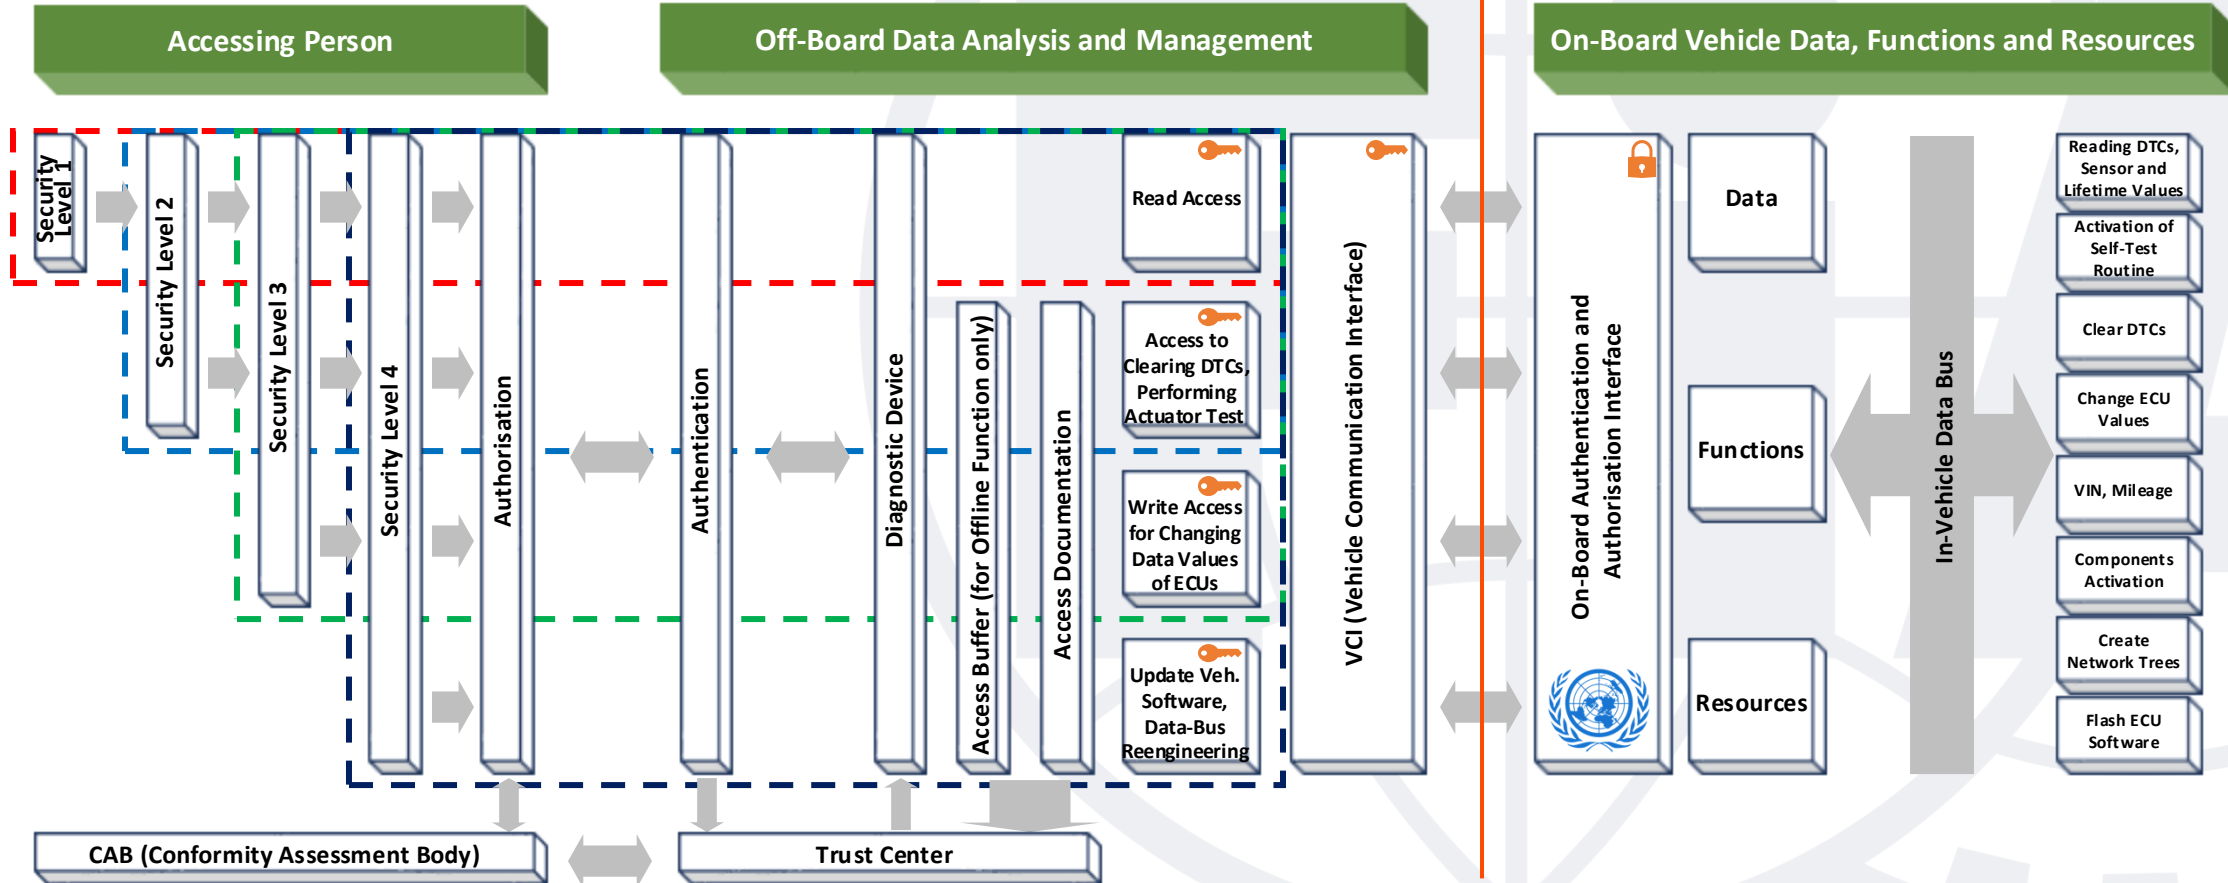 Accessing Person
Off-Board Data Analysis and Management
On-Board Vehicle Data, Functions and Resources
Security
Level 1
Security Level 2
Security Level 3
Security Level 4
Authorisation
Authentication
Diagnostic Device
Access Buffer (for Offline Function only)
Access Documentation
Read Access
Access to
Clearing DTCs,
Performing
Actuator Test
Write Access
for Changing
Data Values
of ECUs
Update Veh.
Software,
Data-Bus
Reengineering
VCI (Vehicle Communication Interface)
On-Board Authentication and
Authorisation Interface
Data
Functions
Resources
In-Vehicle Data Bus
Reading DTCs,
Sensor and
Lifetime Values
Activation of
Self-Test
Routine
Clear DTCs
Change ECU
Values
VIN, Mileage
Components
Activation
Create
Network Trees
Flash ECU
Software
CAB (Conformity Assessment Body)
Trust Center